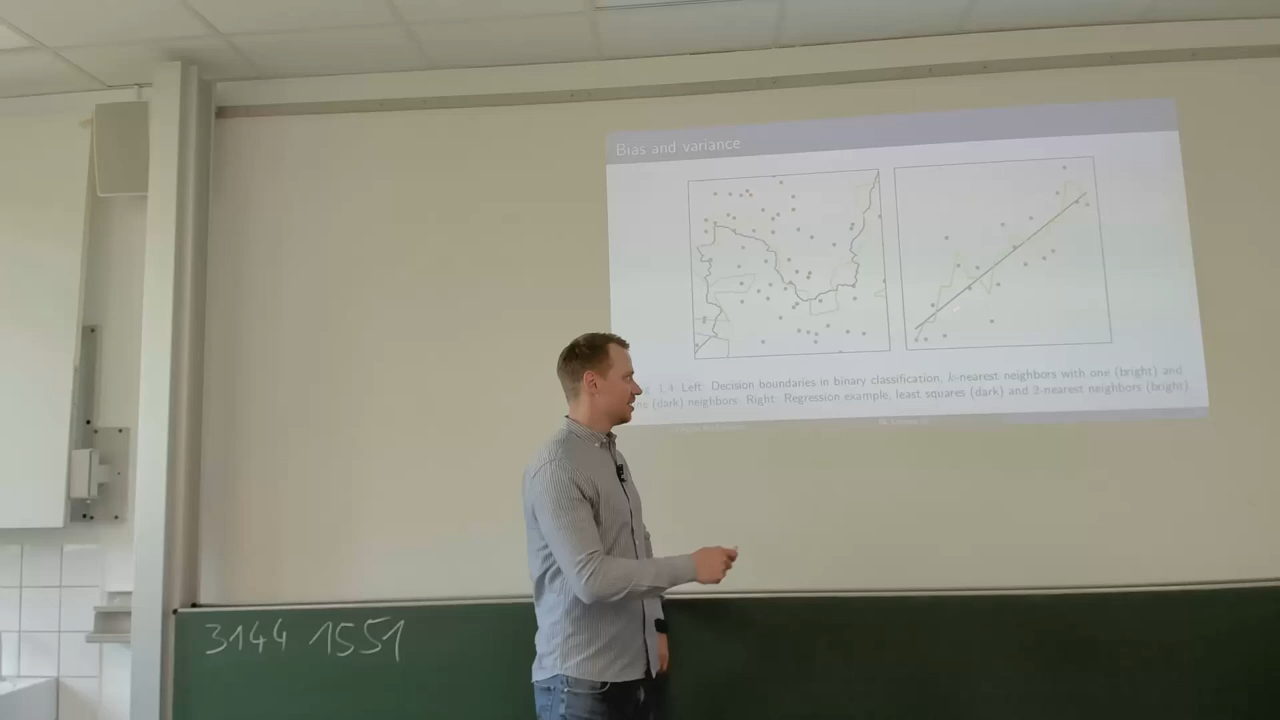 Bias and variance
1.4 Left: Decision boundaries in binary classification, k-nearest neighbors with one (bright) and
(dark) neighbors. Right: Regression example, least squares (dark) and 2-nearest neighbors (bright)
3144 1551